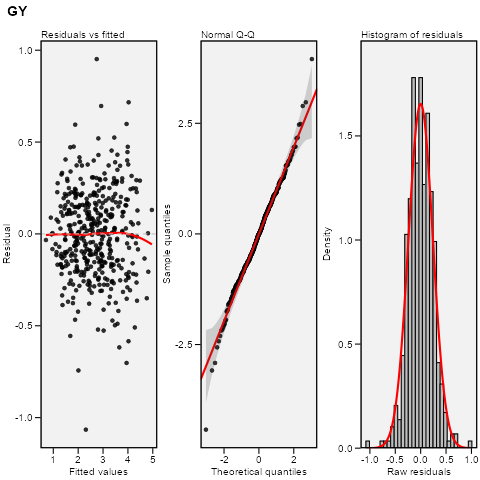 GY
Residuals vs fitted
Normal Q-Q
Histogram of residuals
1.0
0.5
0.0
-0.5
-1.0
Residual
1 2 3 4 5
Fitted values
2.5
0.0
-2.5
Sample quantiles
-2 0 2
Theoretical quantiles
1.5
1.0
0.5
0.0
Density
-1.0 -0.5 0.0 0.5 1.0
Raw residuals